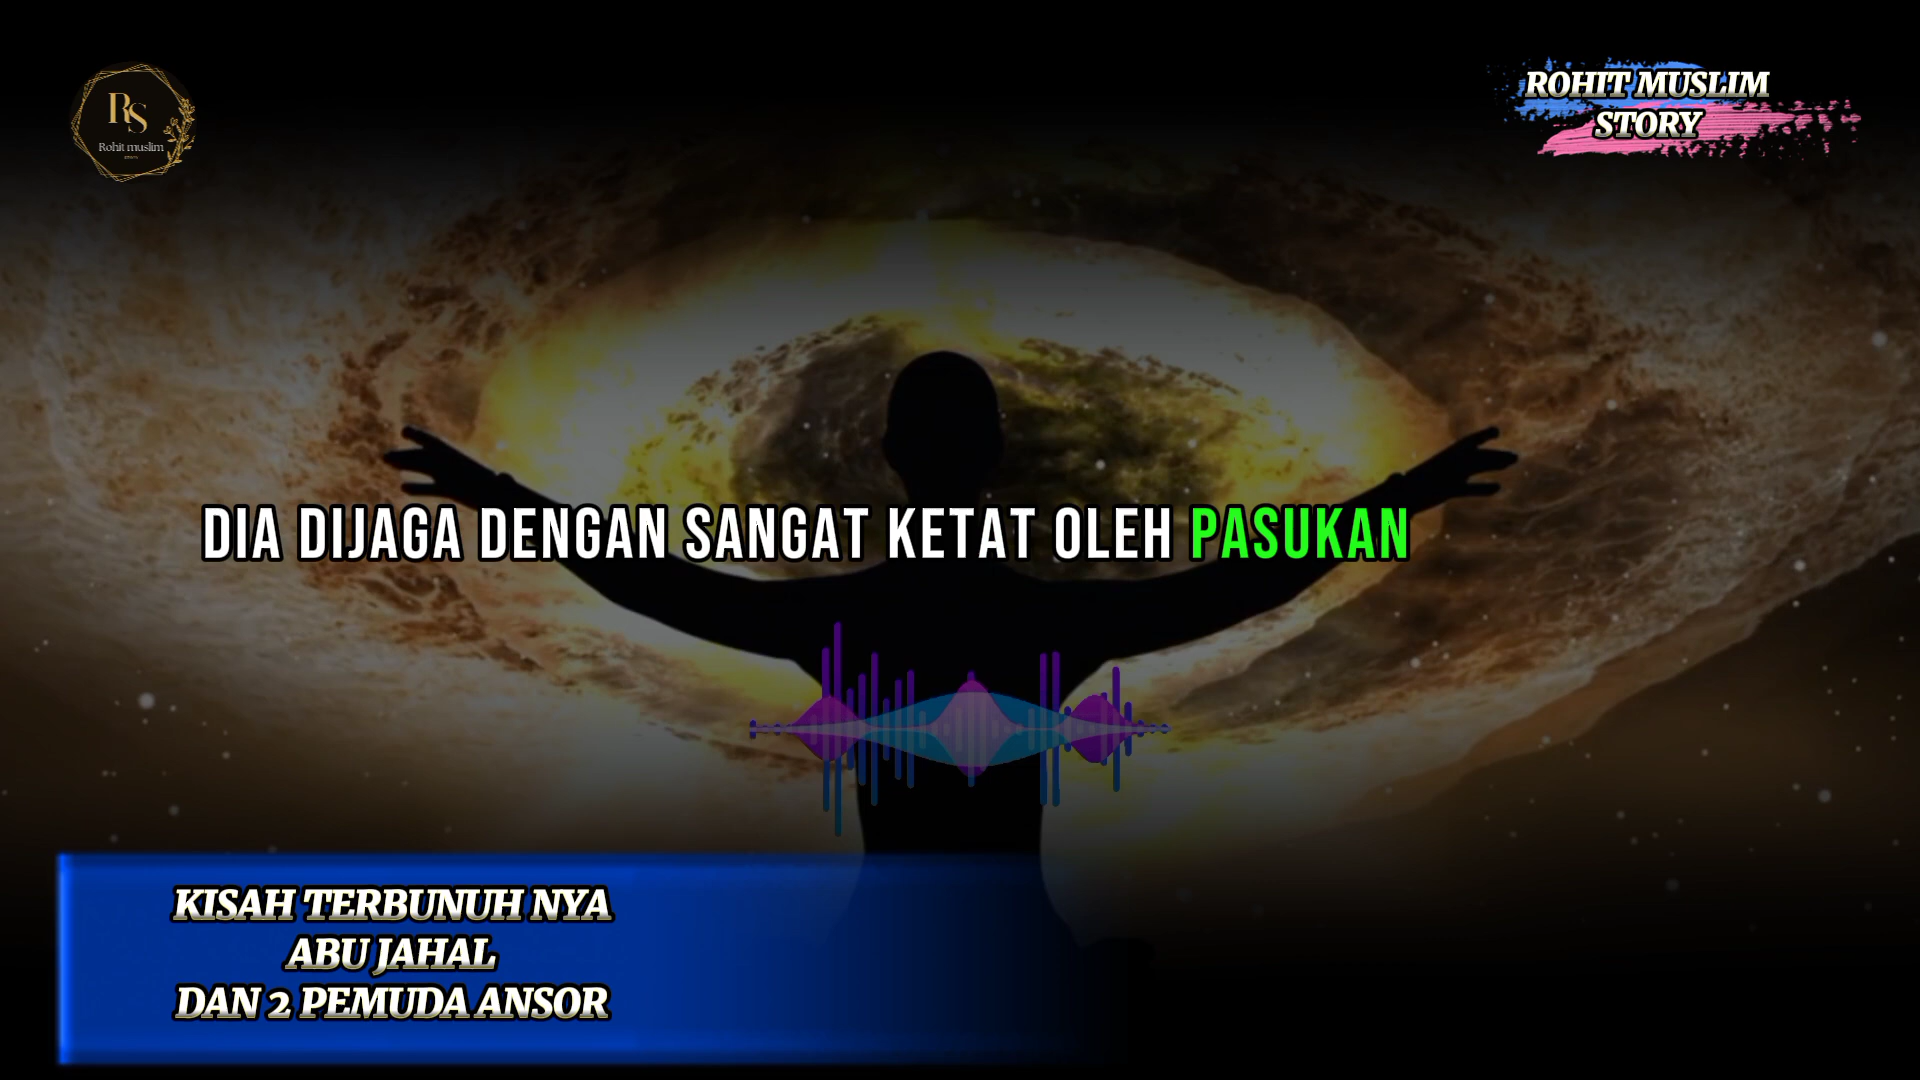 RS
Rohit muslim
ROHIT MUSLIM
STORY
DIA DIJAGA DENGAN SANGAT KETAT OLEH PASUKAN
KISAH TERBUNUH NYA
ABU JAHAL
DAN 2 PEMUDA ANSOR